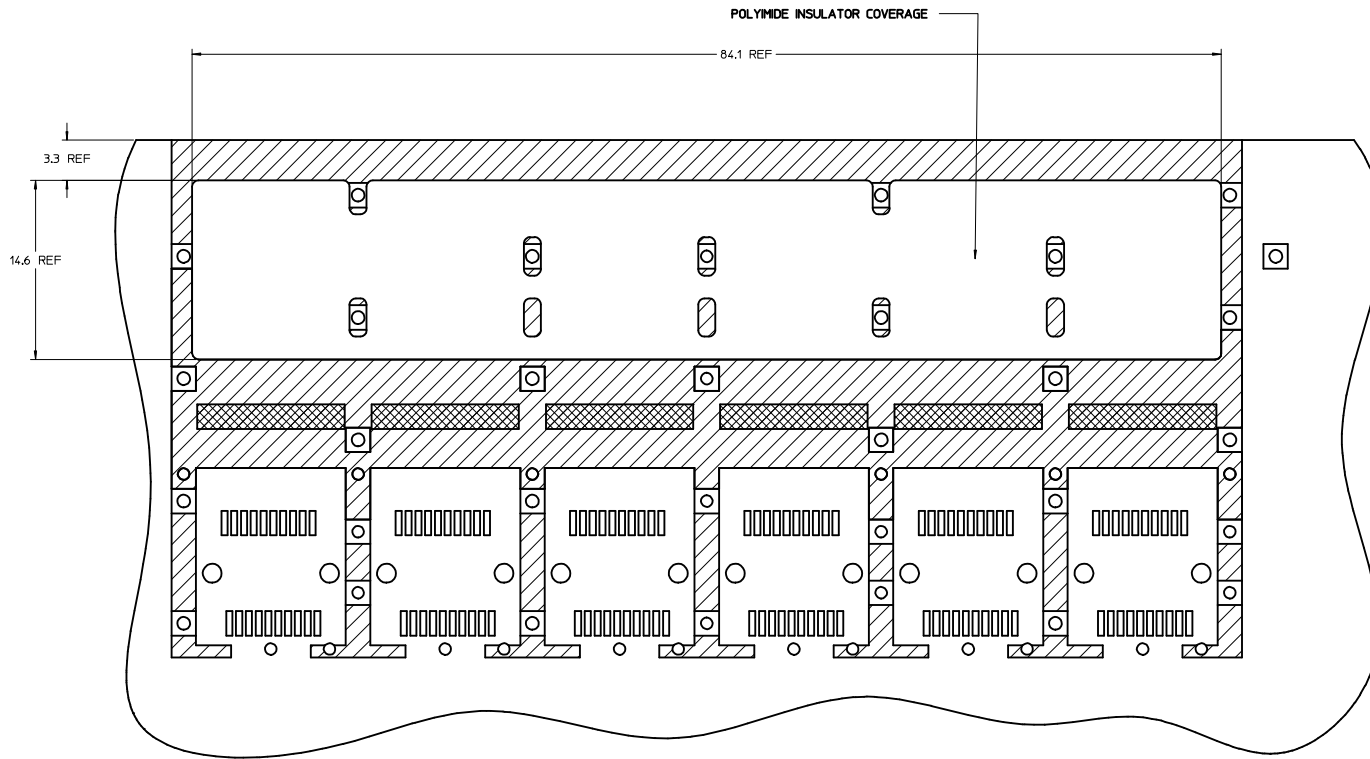 POLYIMIDE INSULATOR COVERAGE
84.1 REF
3.3 REF
14.6 REF